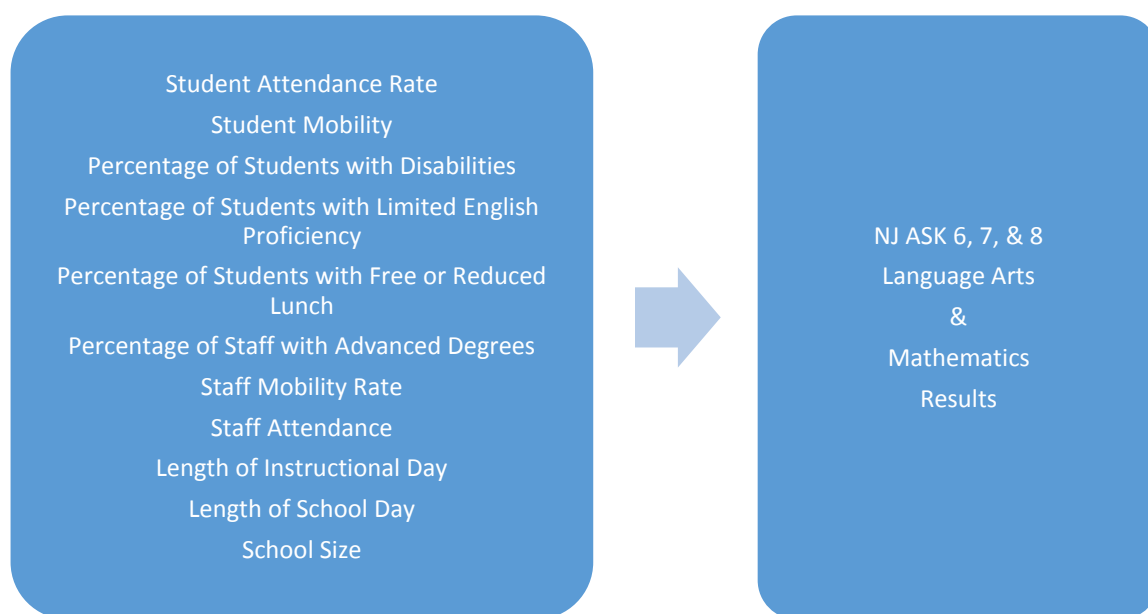 Student Attendance Rate
Student Mobility
Percentage of Students with Disabilities
Percentage of Students with Limited English
Proficiency
Percentage of Students with Free or Reduced
Lunch
Percentage of Staff with Advanced Degrees
Staff Mobility Rate
Staff Attendance
Length of Instructional Day
Length of School Day
School Size
NJ ASK 6, 7, & 8
Language Arts
&
Mathematics
Results